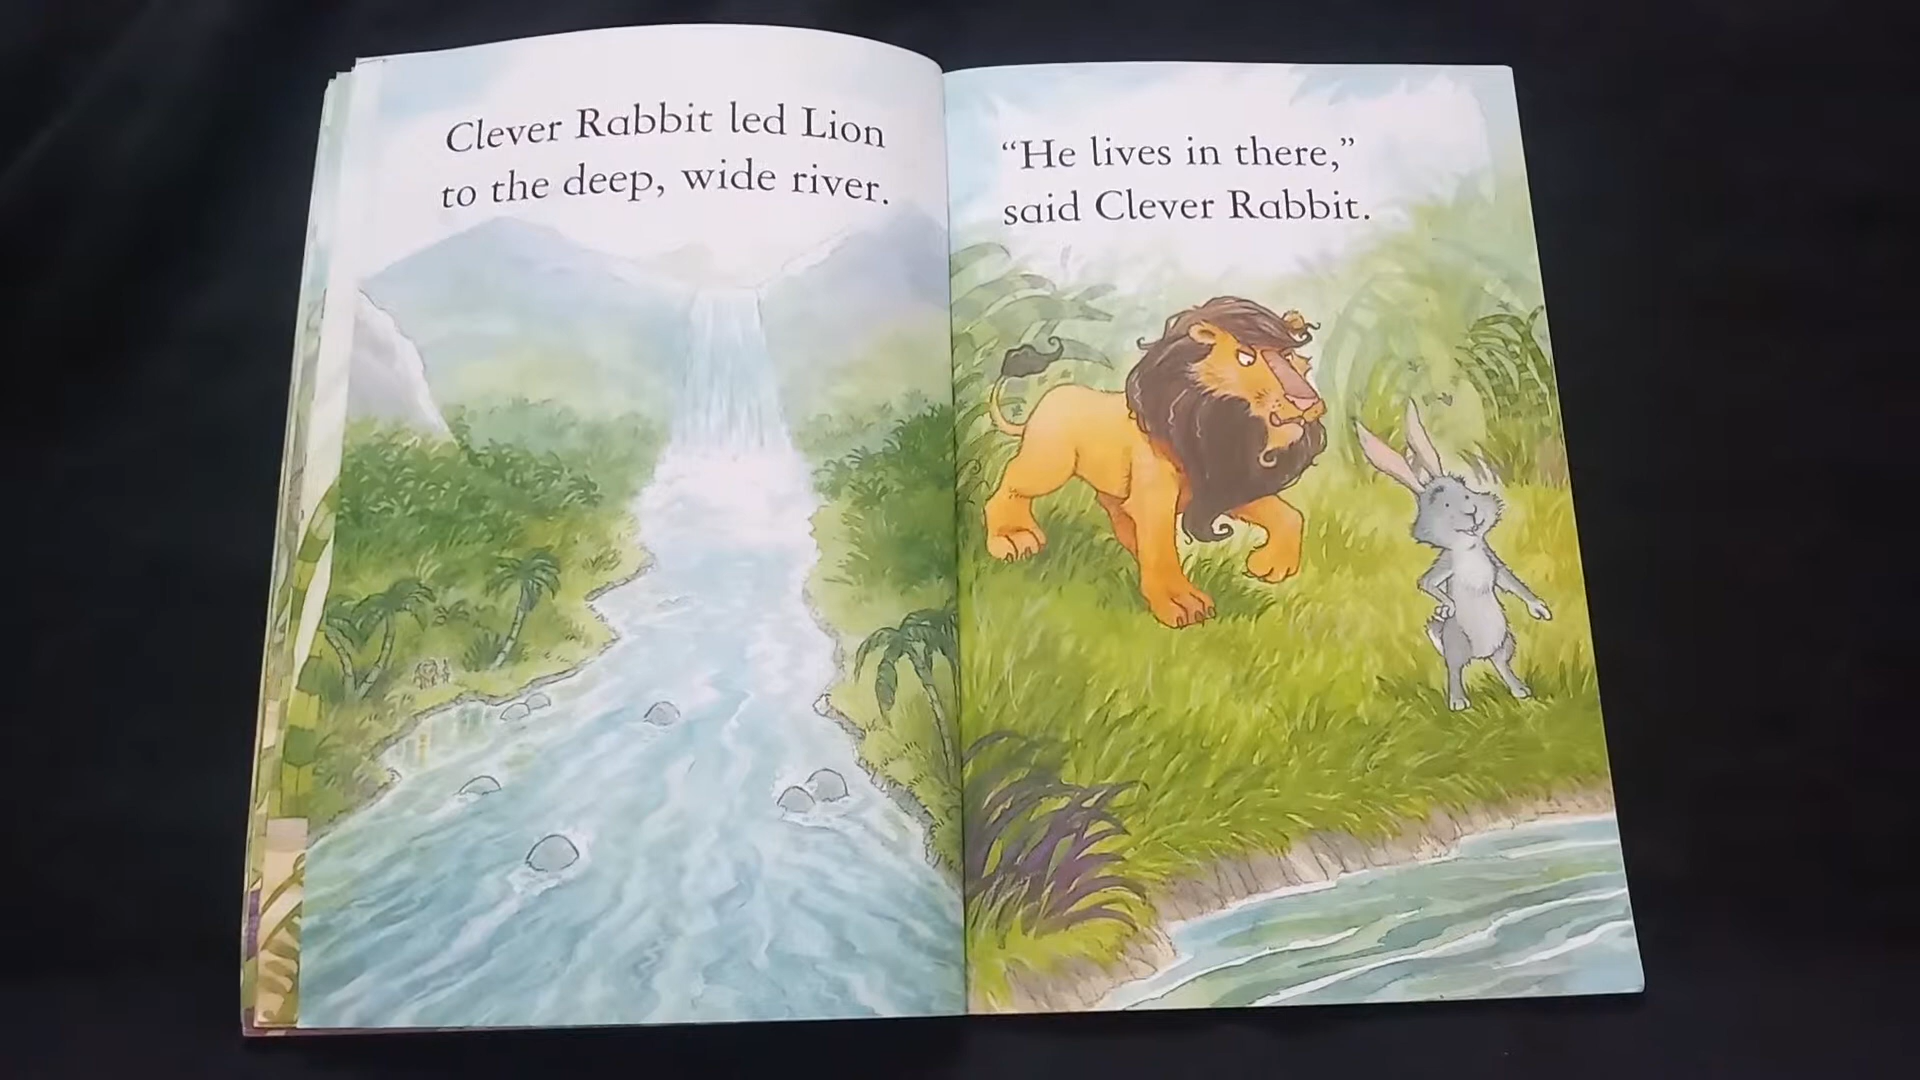 Clever Rabbit led Lion
to the deep, wide river.
“He lives in there,”
said Clever Rabbit.